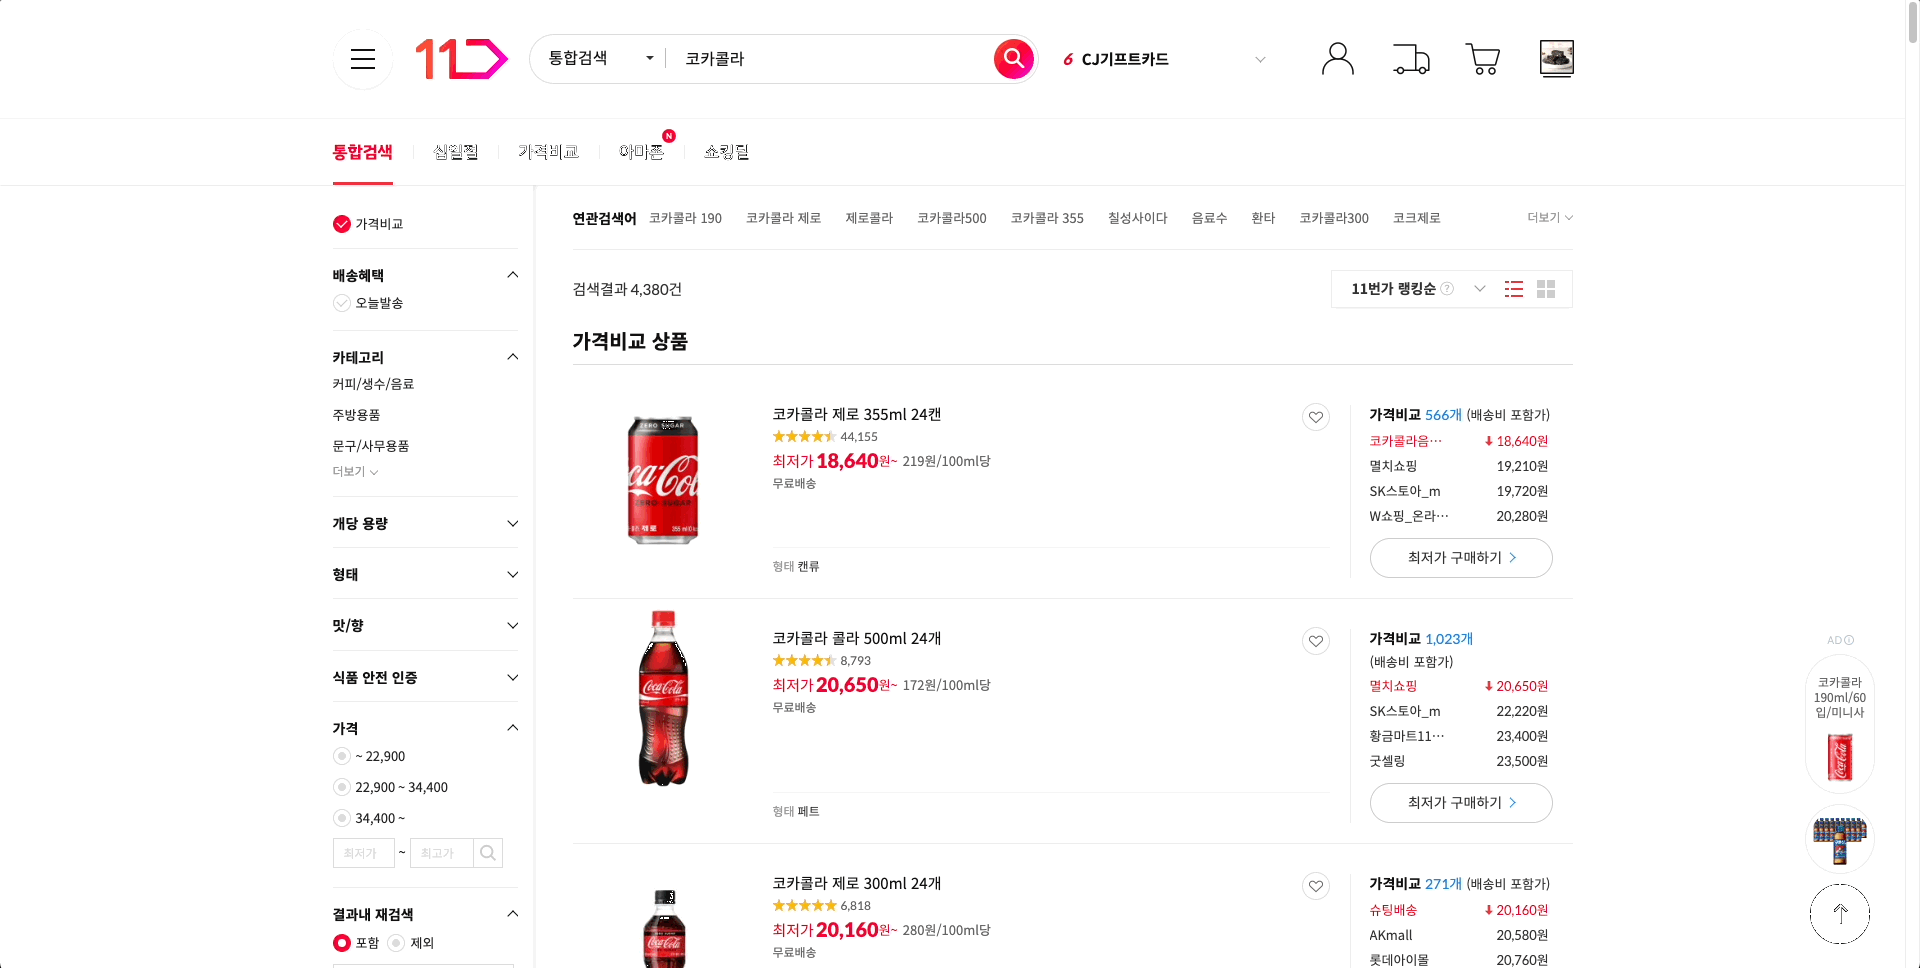 11
통합검색
코카콜라
6 CJ기프트카드
통합검색
십일절
가격비교
아마존
N
쇼킹딜
가격비교
배송혜택
오늘발송
카테고리
커피/생수/음료
주방용품
문구/사무용품
더보기
개당 용량
형태
맛/향
식품 안전 인증
가격
~ 22,900
22,900 ~ 34,400
34,400 ~
최저가 ~ 최고가
결과내 재검색
포함 제외
연관검색어 코카콜라 190 코카콜라 제로 제로콜라 코카콜라500 코카콜라 355 칠성사이다 음료수 환타 코카콜라300 코크제로 더보기
검색결과 4,380건
11번가 랭킹순 ?
가격비교 상품
ZERO SUGAR
Coca-Cola
ZERO SUGAR
제로 355 ml
코카콜라 제로 355ml 24캔
44,155
최저가 18,640원~ 219원/100ml당
무료배송
형태 캔류
가격비교 566개 (배송비 포함가)
코카콜라음… 18,640원
멸치쇼핑 19,210원
SK스토아_m 19,720원
W쇼핑_온라… 20,280원
최저가 구매하기
Coca-Cola
코카콜라 콜라 500ml 24개
8,793
최저가 20,650원~ 172원/100ml당
무료배송
형태 페트
가격비교 1,023개
(배송비 포함가)
멸치쇼핑 20,650원
SK스토아_m 22,220원
황금마트11… 23,400원
굿셀링 23,500원
최저가 구매하기
Coca-Cola
코카콜라 제로 300ml 24개
6,818
최저가 20,160원~ 280원/100ml당
무료배송
가격비교 271개 (배송비 포함가)
슈팅배송 20,160원
AKmall 20,580원
롯데아이몰 20,760원
AD
코카콜라
190ml/60
입/미니사
Coca-Cola